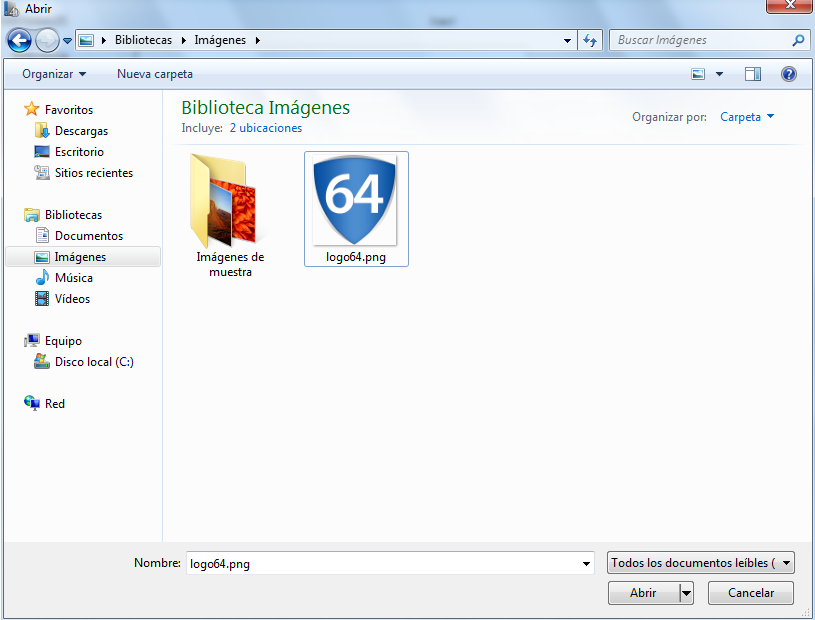 Abrir
Bibliotecas Imágenes
Buscar Imágenes
Organizar Nueva carpeta
Favoritos
Descargas
Escritorio
Sitios recientes
Bibliotecas
Documentos
Imágenes
Música
Vídeos
Equipo
Disco local (C:)
Red
Biblioteca Imágenes
Incluye: 2 ubicaciones
Organizar por: Carpeta
Imágenes de
muestra
64
logo64.png
Nombre: logo64.png
Todos los documentos leíbles (
Abrir Cancelar